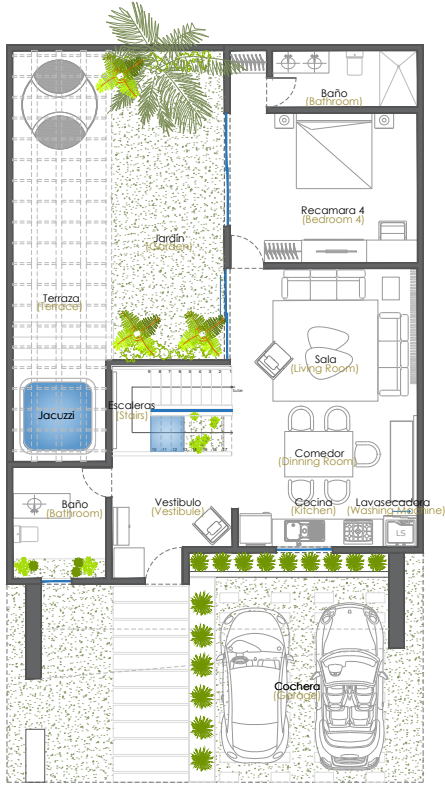 Baño
(Bathroom)
Recamara 4
(Bedroom 4)
Jardín
(Garden)
Terraza
(Terrace)
Sala
(Living Room)
Escaleras
(Stairs)
Jacuzzi
Comedor
(Dinning Room)
Baño
(Bathroom)
Vestibulo
(Vestibule)
Cocina
(Kitchen)
Lavasecadora
(Washing Machine)
LS
Cochera
(Garage)